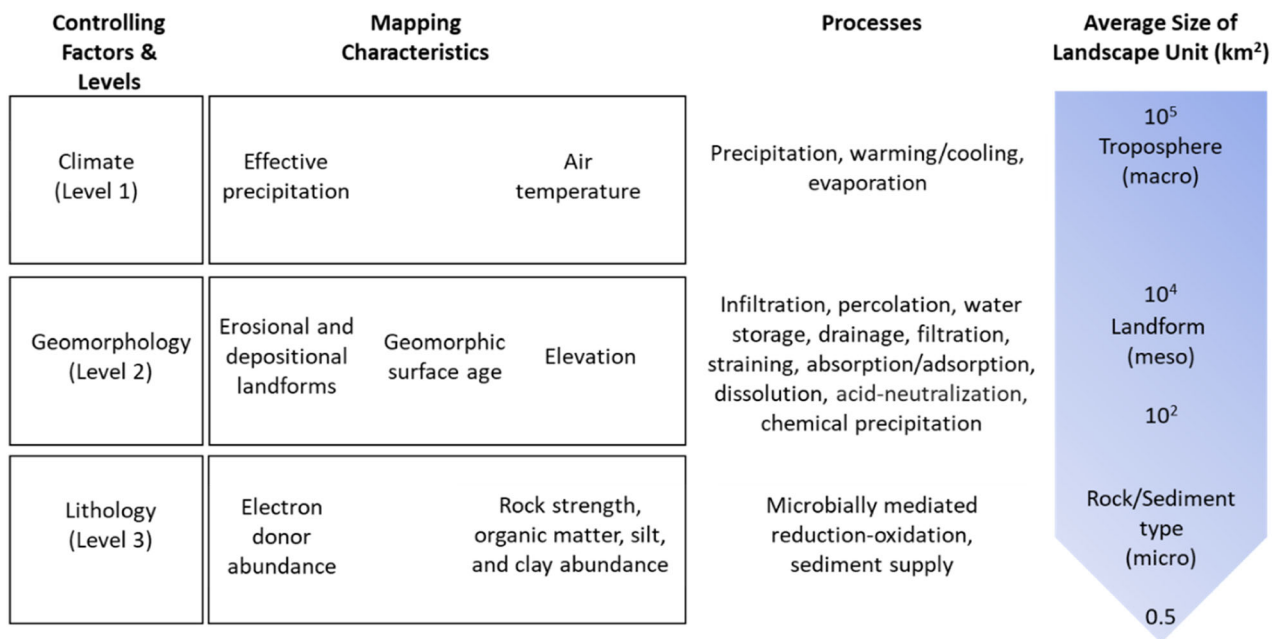 Controlling
Factors &
Levels
Mapping
Characteristics
Processes
Average Size of
Landscape Unit (km²)
Climate
(Level 1)
Effective
precipitation
Air
temperature
Precipitation, warming/cooling,
evaporation
10⁵
Troposphere
(macro)
Geomorphology
(Level 2)
Erosional and
depositional
landforms
Geomorphic
surface age
Elevation
Infiltration, percolation, water
storage, drainage, filtration,
straining, absorption/adsorption,
dissolution, acid-neutralization,
chemical precipitation
10⁴
Landform
(meso)
10²
Lithology
(Level 3)
Electron
donor
abundance
Rock strength,
organic matter, silt,
and clay abundance
Microbially mediated
reduction-oxidation,
sediment supply
Rock/Sediment
type
(micro)
0.5